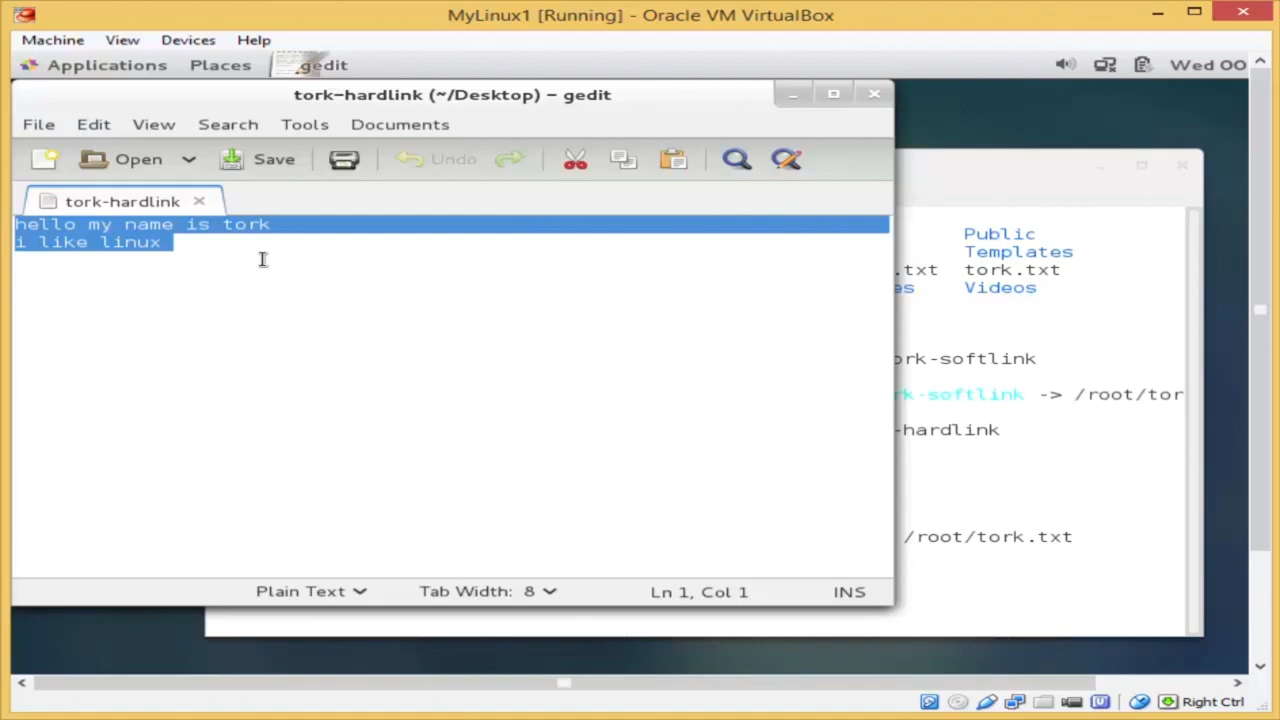 MyLinux1 [Running] - Oracle VM VirtualBox
Machine View Devices Help
Applications Places gedit Wed 00
tork-hardlink (~/Desktop) - gedit
File Edit View Search Tools Documents
Open Save Undo
tork-hardlink
hello my name is tork
i like linux
Public
Templates
.txt tork.txt
es Videos
ork-softlink
rk-softlink -> /root/tor
-hardlink
/root/tork.txt
Plain Text Tab Width: 8 Ln 1, Col 1 INS
Right Ctrl